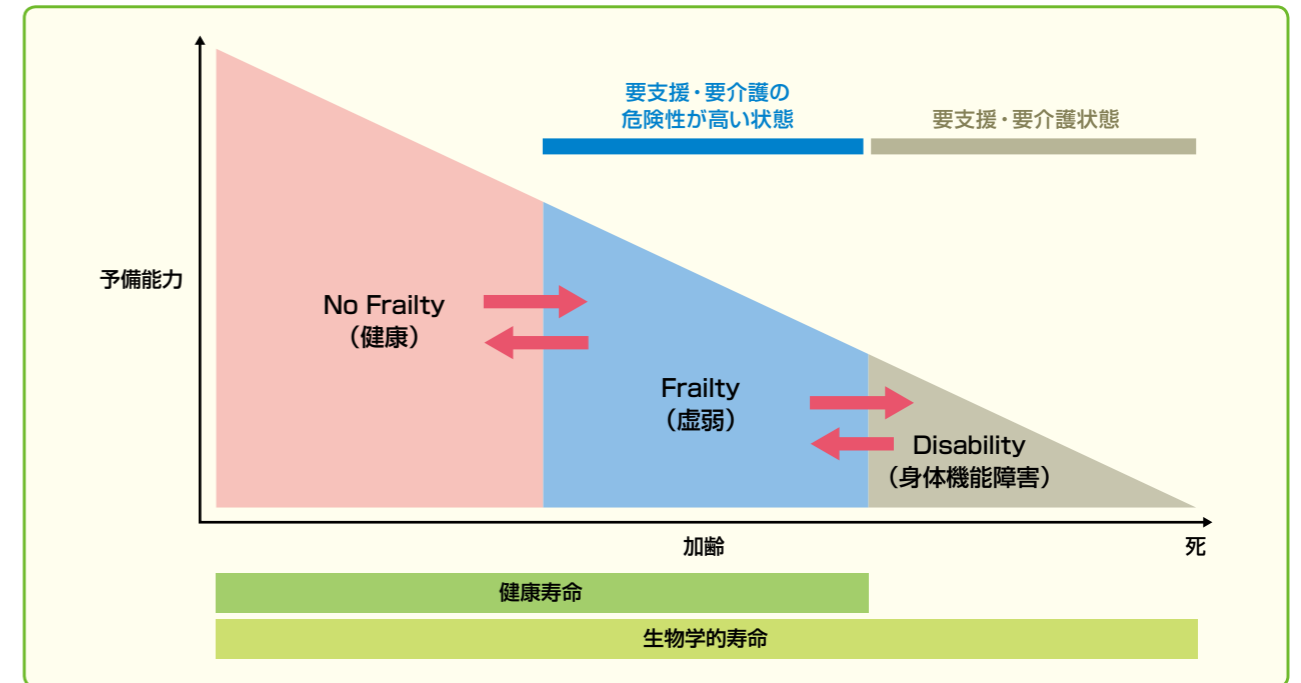 要支援・要介護の
危険性が高い状態
要支援・要介護状態
予備能力
No Frailty
（健康）
Frailty
（虚弱）
Disability
（身体機能障害）
加齢
死
健康寿命
生物学的寿命